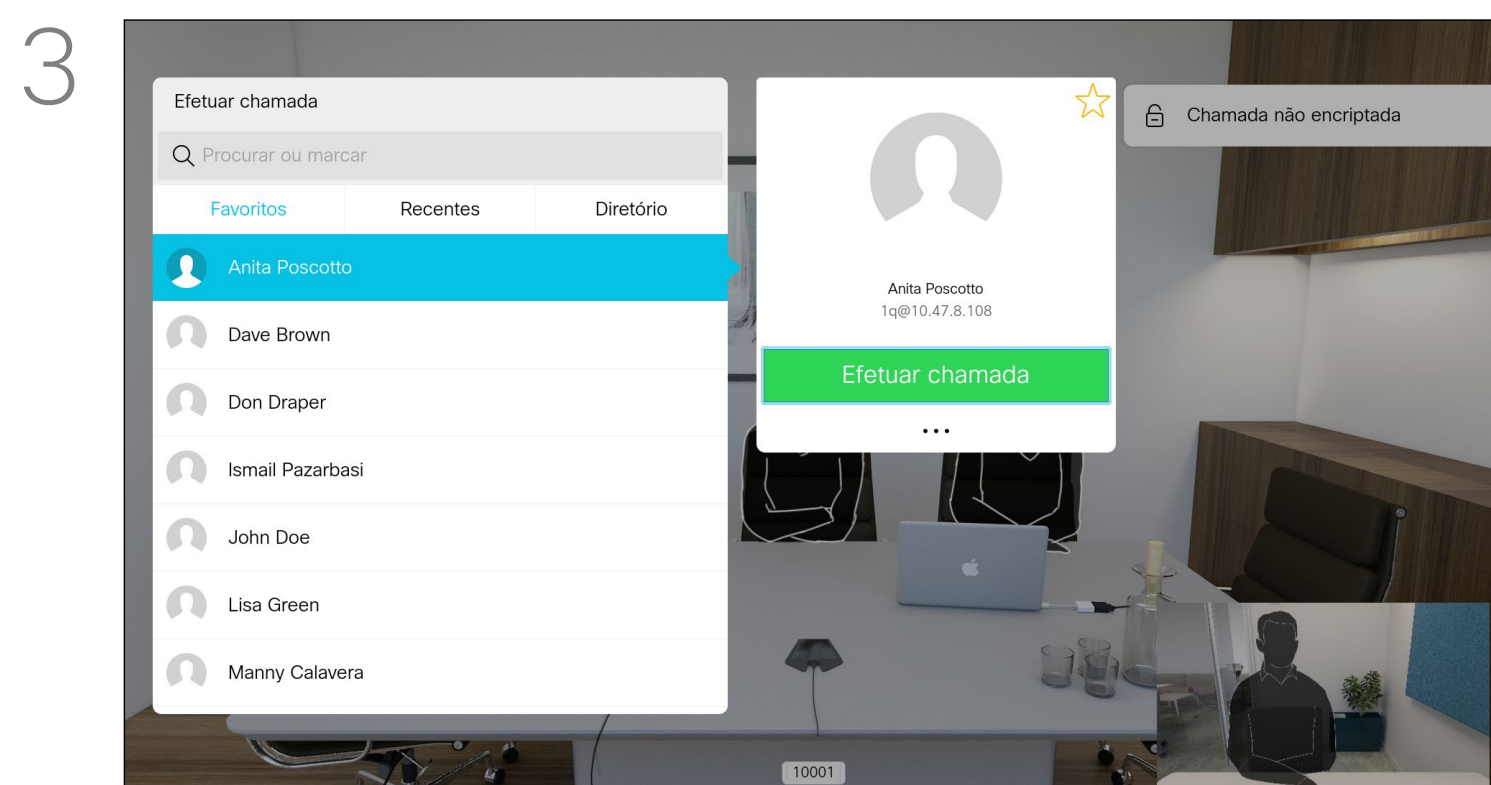 3
Efetuar chamada
Procurar ou marcar
Favoritos Recentes Diretório
Anita Poscotto
Dave Brown
Don Draper
Ismail Pazarbasi
John Doe
Lisa Green
Manny Calavera
Anita Poscotto
1q@10.47.8.108
Efetuar chamada
...
Chamada não encriptada
10001